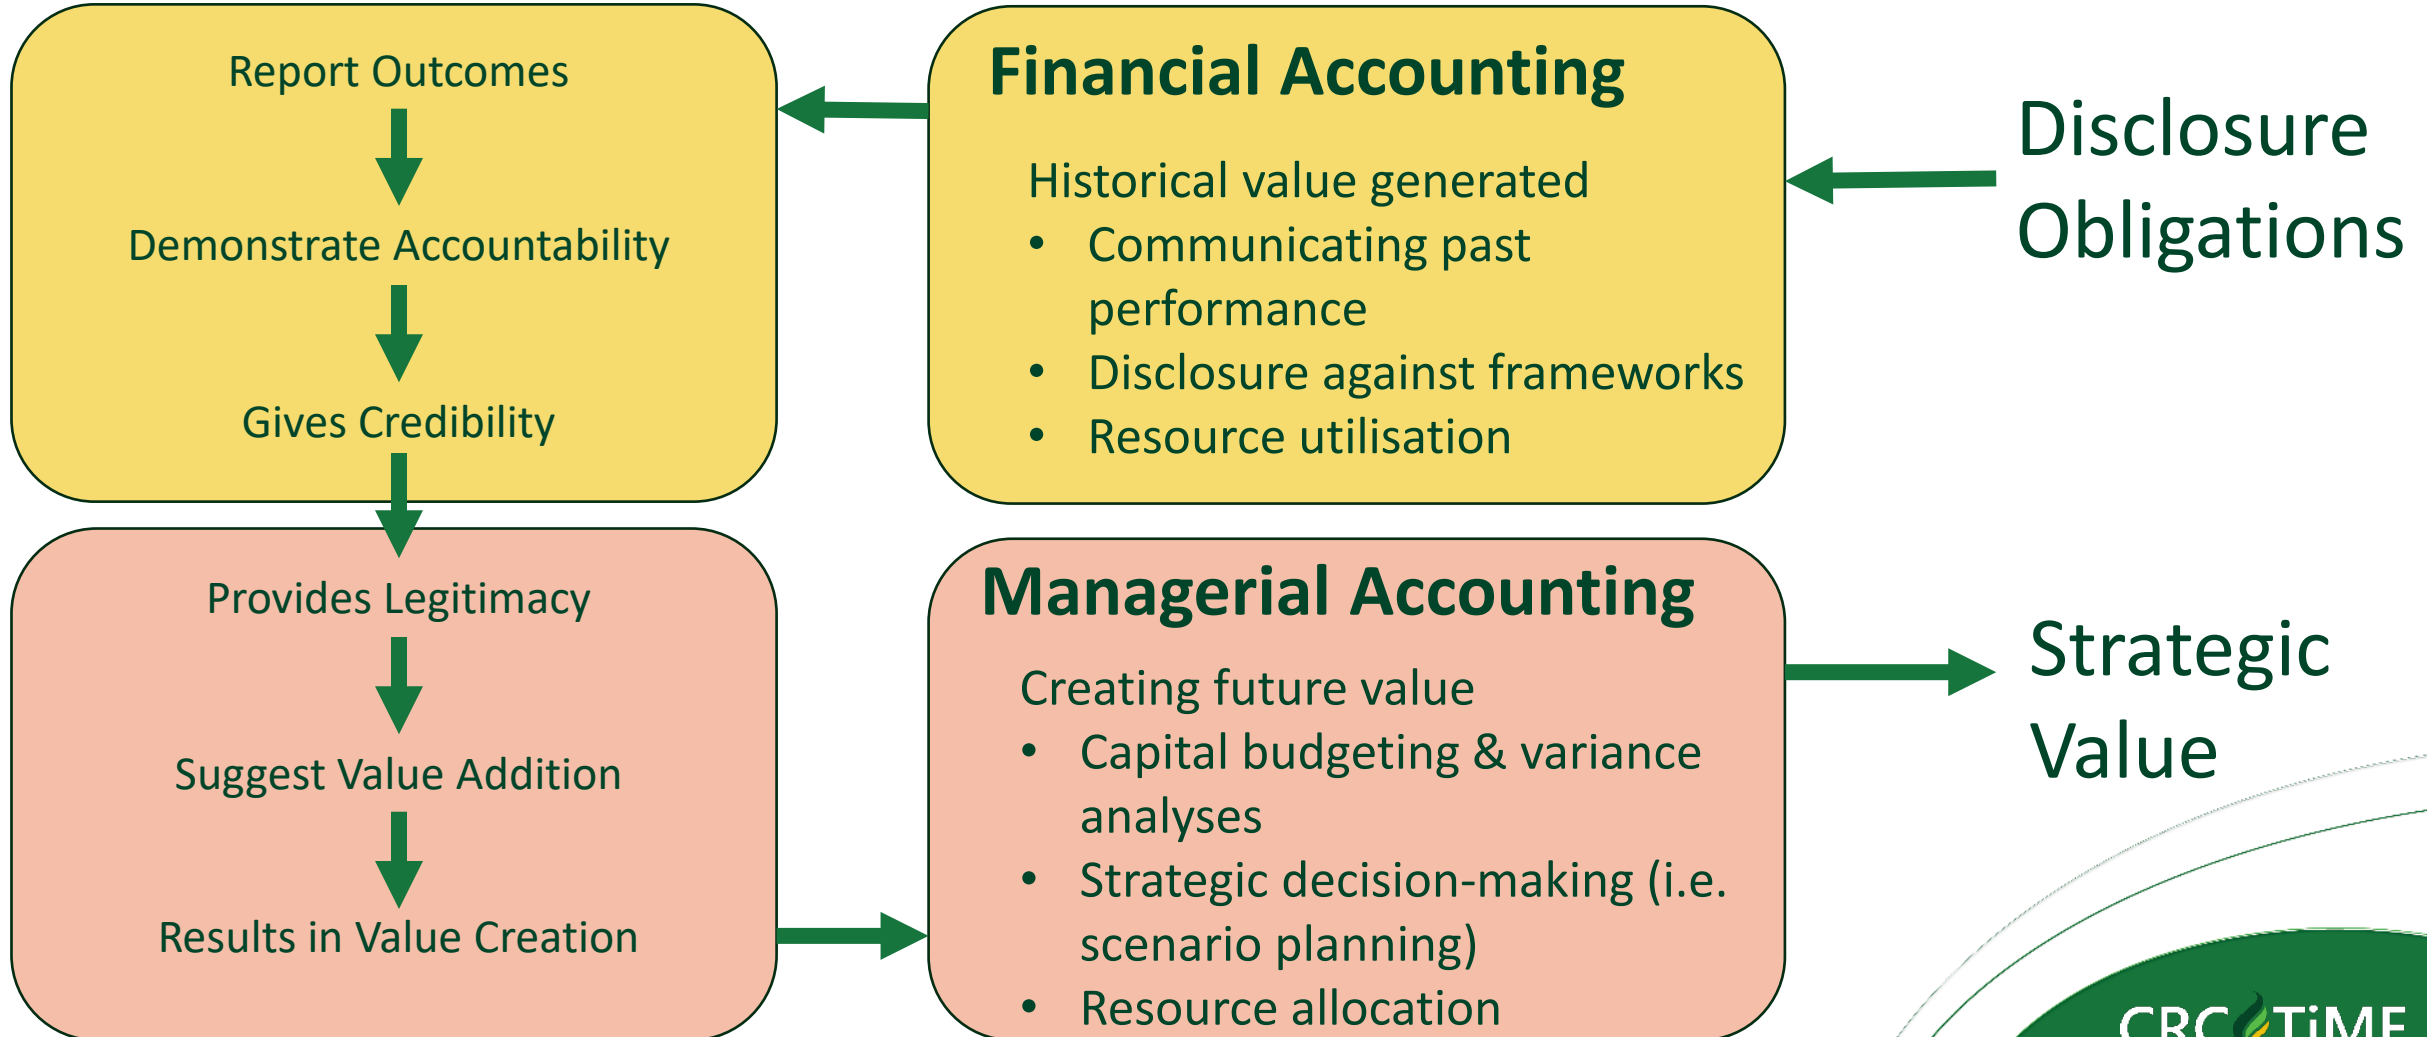 Report Outcomes
Demonstrate Accountability
Gives Credibility
Financial Accounting
Historical value generated
• Communicating past
performance
• Disclosure against frameworks
• Resource utilisation
Disclosure
Obligations
Provides Legitimacy
Suggest Value Addition
Results in Value Creation
Managerial Accounting
Creating future value
• Capital budgeting & variance
analyses
• Strategic decision-making (i.e.
scenario planning)
• Resource allocation
Strategic
Value
CRC TiME